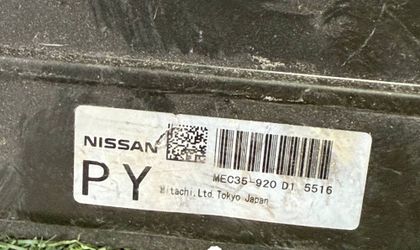 NISSAN
MEC35-920 D1 5516
PY
Hitachi,Ltd.Tokyo Japan